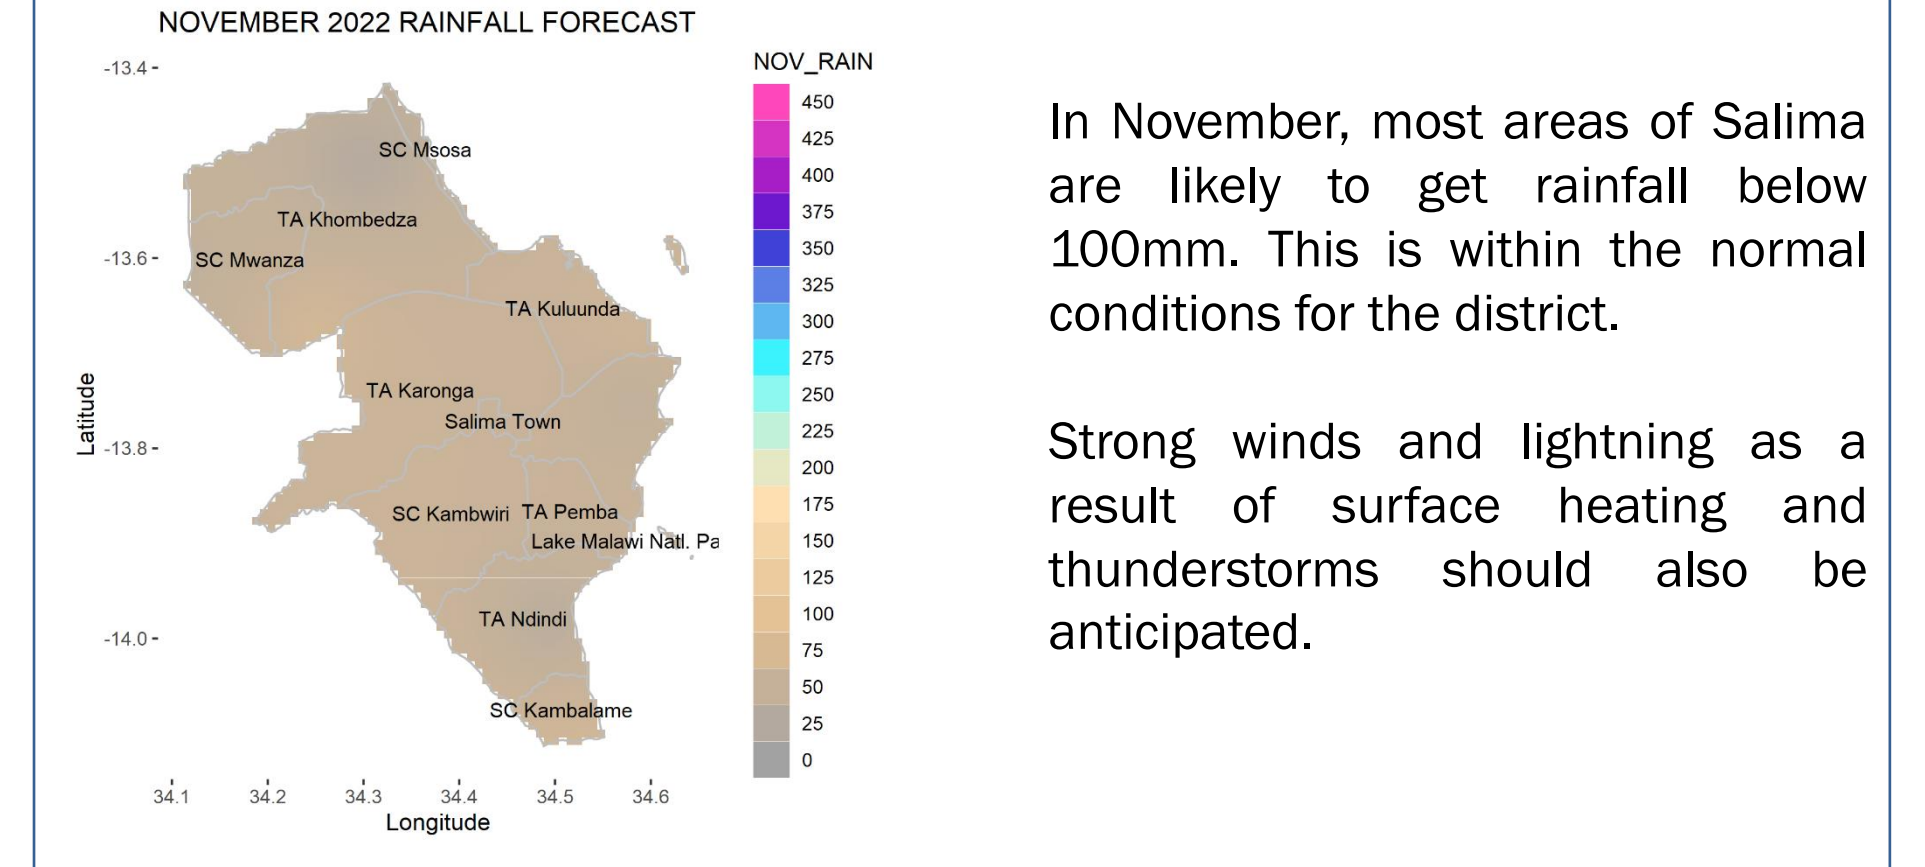 NOVEMBER 2022 RAINFALL FORECAST
NOV_RAIN
450
425
400
375
350
325
300
275
250
225
200
175
150
125
100
75
50
25
0
Latitude
-13.4
-13.6
-13.8
-14.0
SC Msosa
TA Khombedza
SC Mwanza
TA Kuluunda
TA Karonga
Salima Town
SC Kambwiri
TA Pemba
Lake Malawi Natl. Pa
TA Ndindi
SC Kambalame
34.1
34.2
34.3
34.4
34.5
34.6
Longitude
In November, most areas of Salima
are likely to get rainfall below
100mm. This is within the normal
conditions for the district.
Strong winds and lightning as a
result of surface heating and
thunderstorms should also be
anticipated.